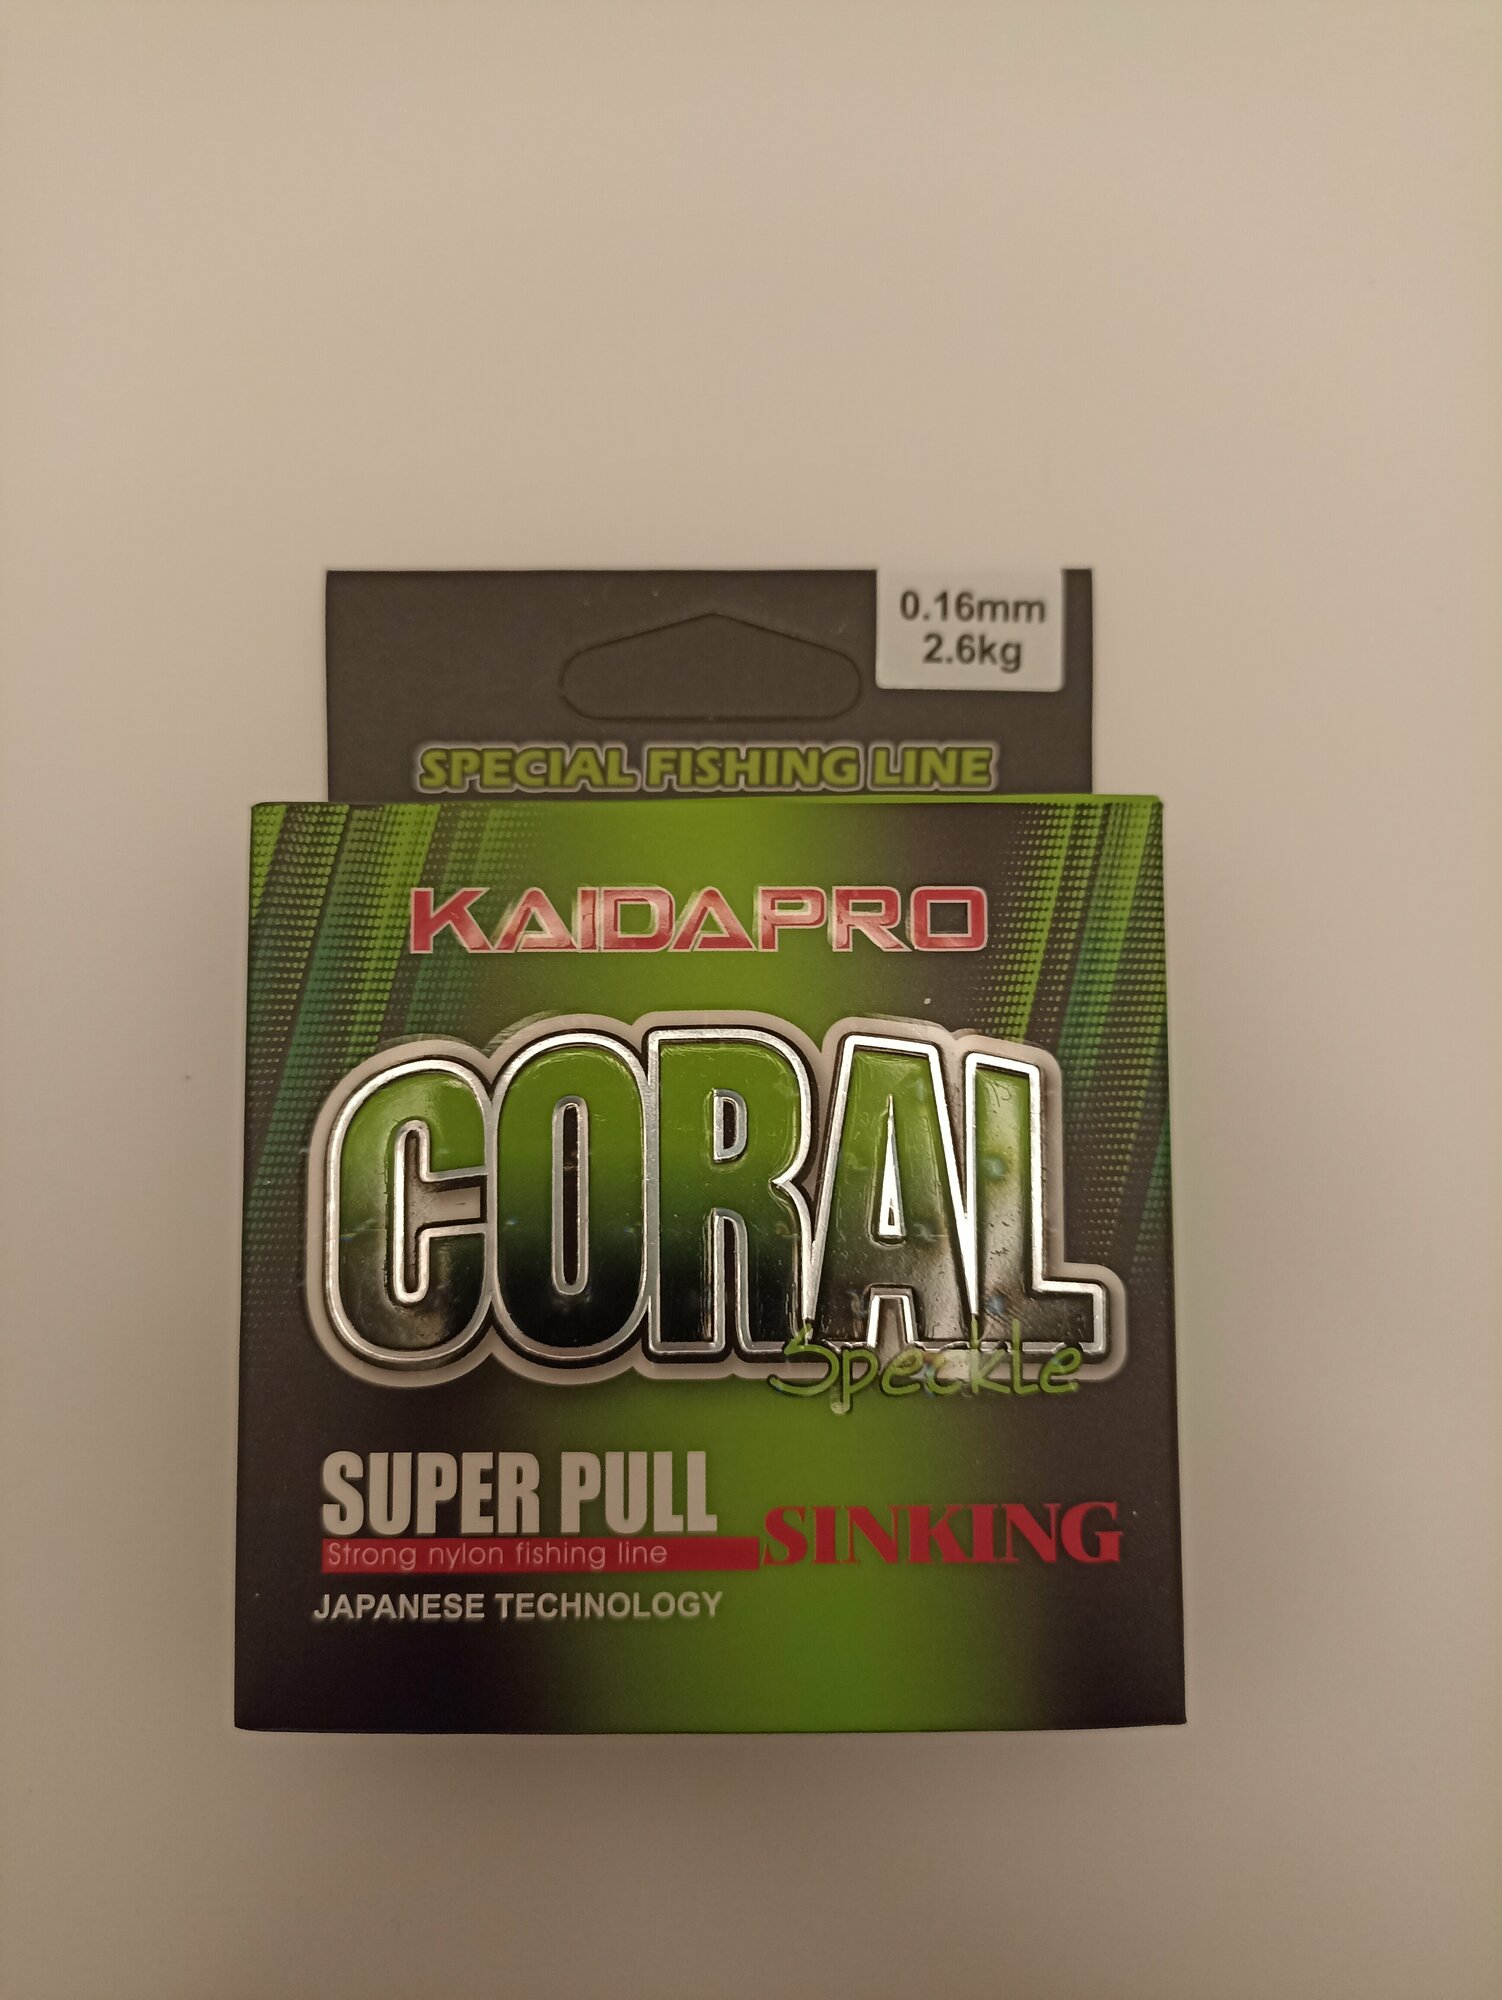 0.16mm
2.6kg
SPECIAL FISHING LINE
KAIDAPRO
CORAL
Speckle
SUPER PULL
Strong nylon fishing line
SINKING
JAPANESE TECHNOLOGY